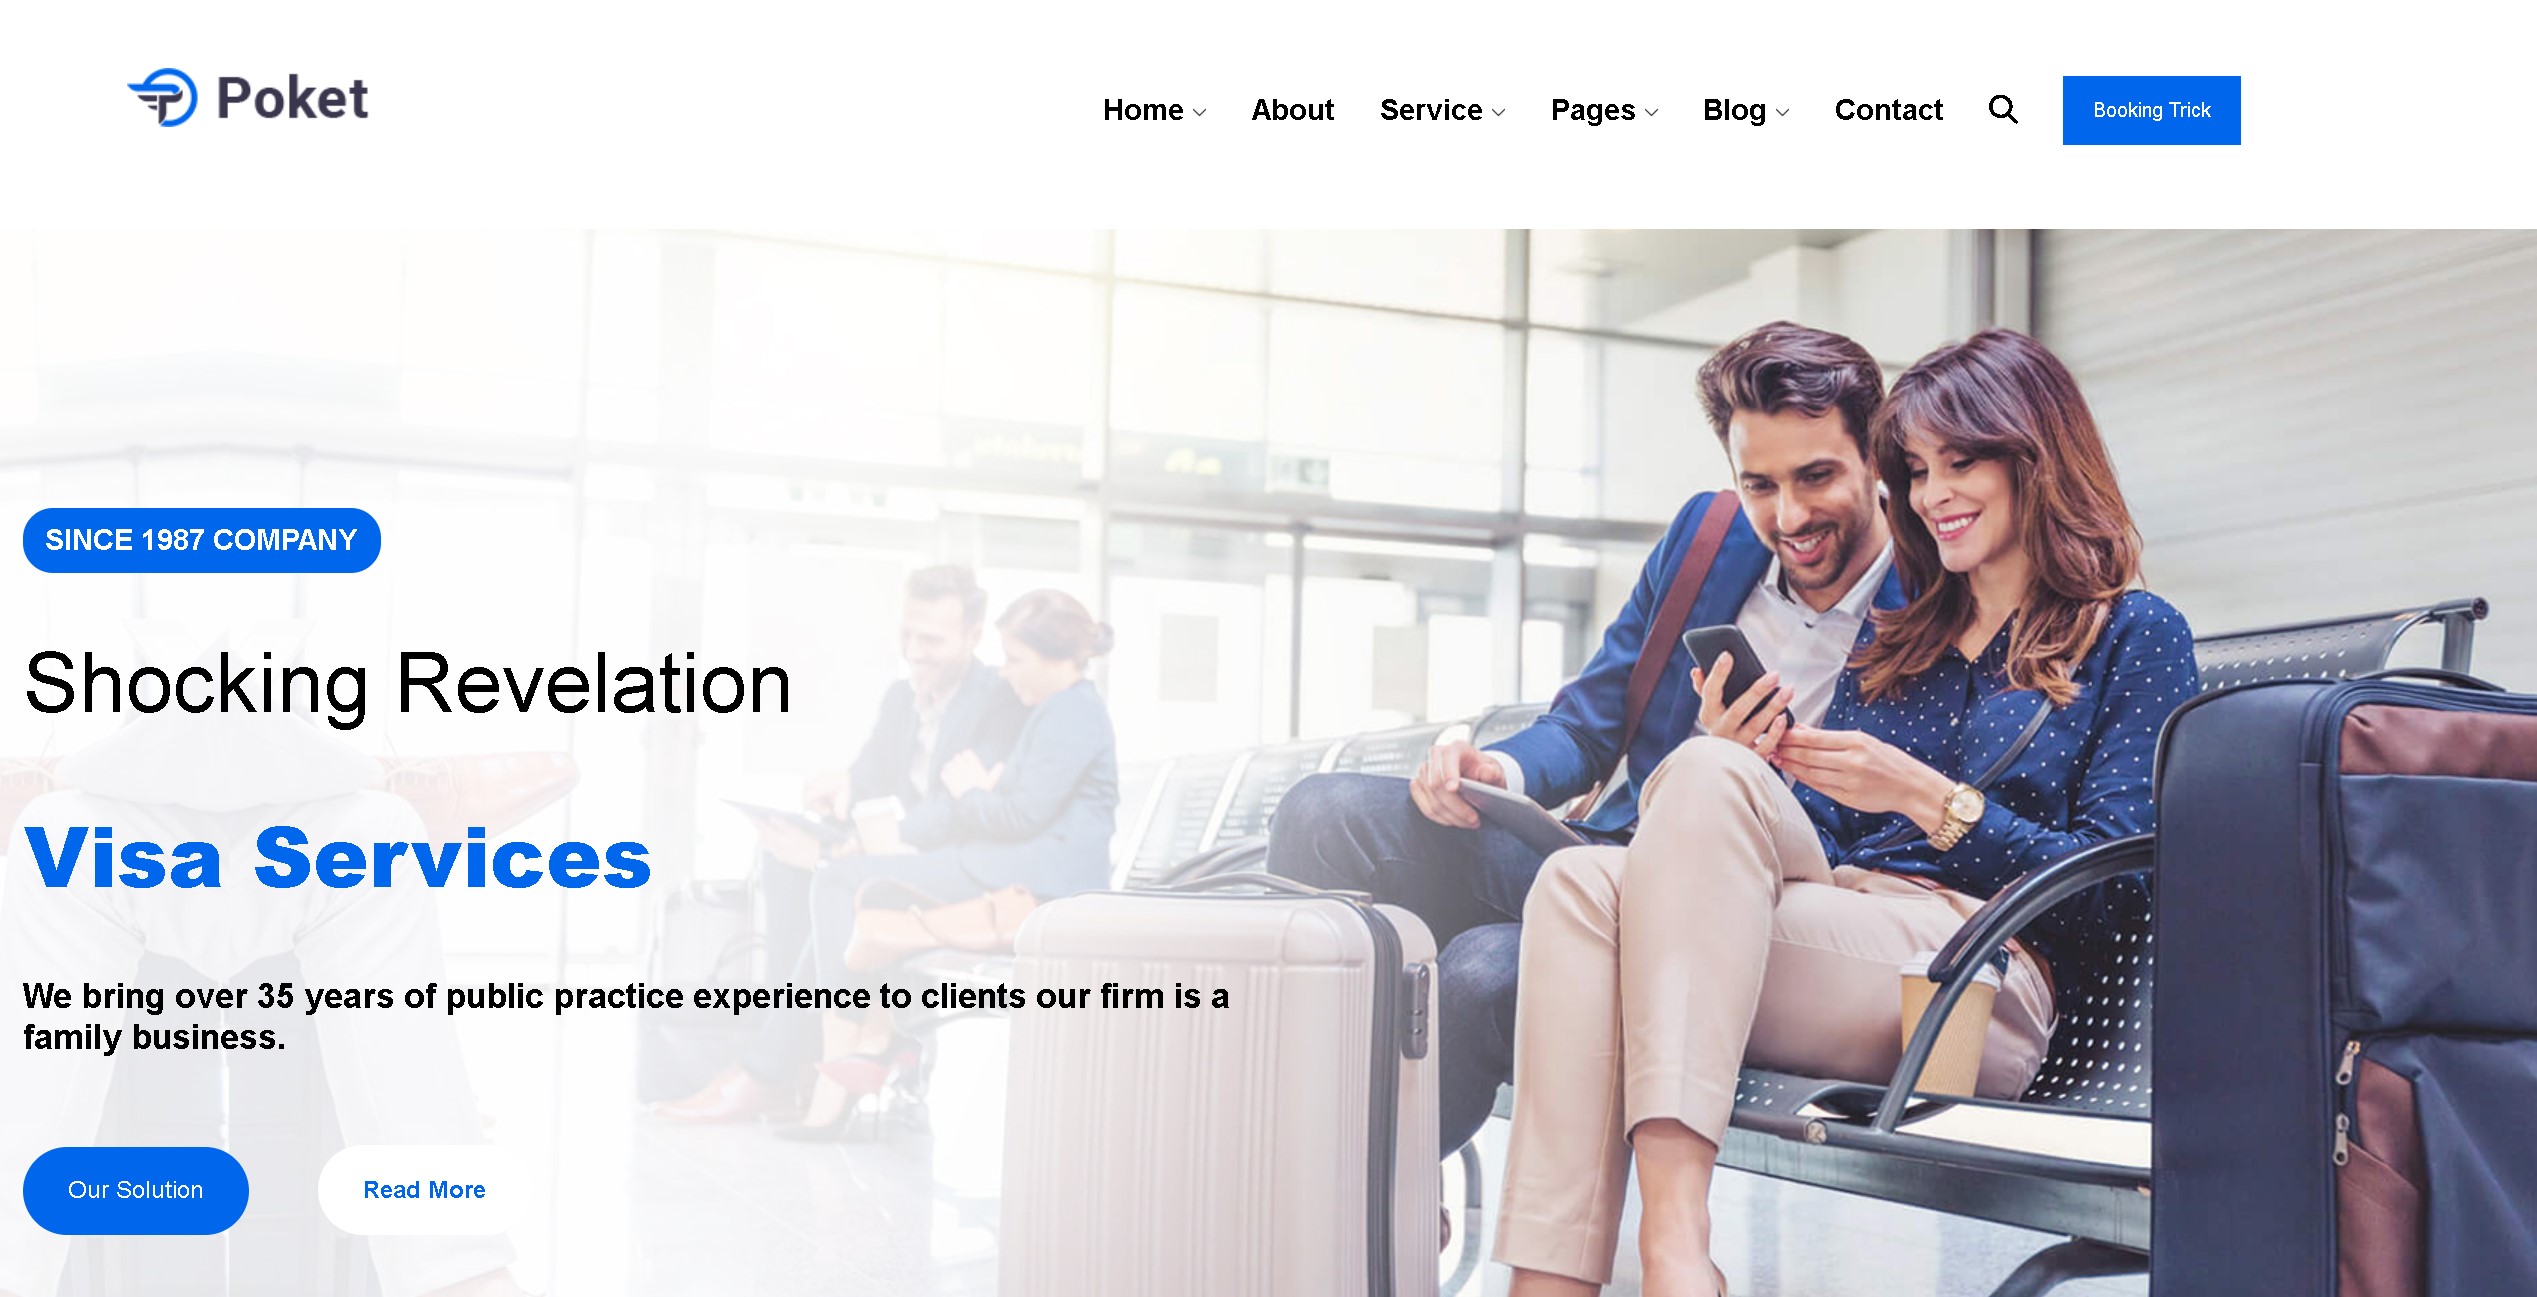 Poket
Home
About
Service
Pages
Blog
Contact
Booking Trick
SINCE 1987 COMPANY
Shocking Revelation
Visa Services
We bring over 35 years of public practice experience to clients our firm is a
family business.
Our Solution
Read More